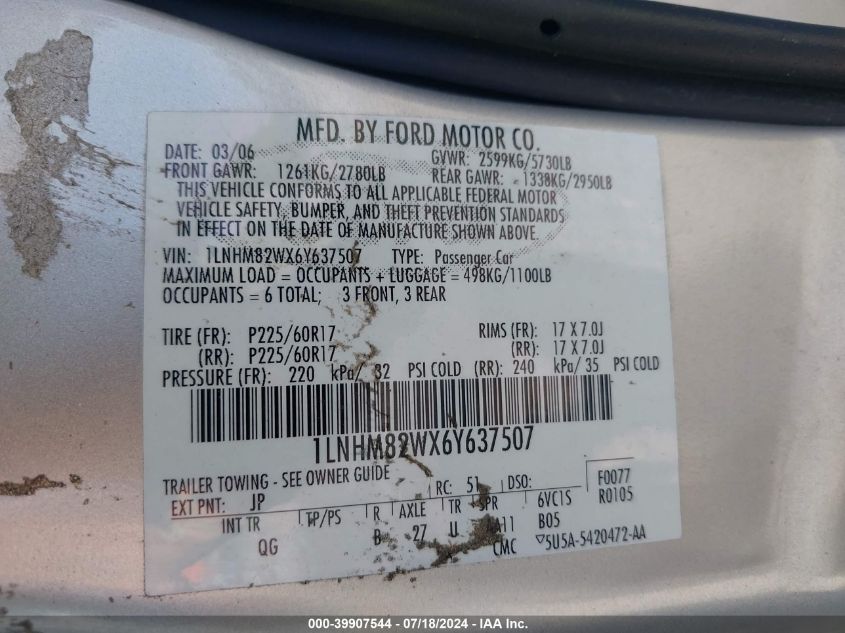 MFD. BY FORD MOTOR CO.
DATE: 03/06 GVWR: 2599KG/5730LB
FRONT GAWR: 1261KG/2780LB REAR GAWR: 1338KG/2950LB
THIS VEHICLE CONFORMS TO ALL APPLICABLE FEDERAL MOTOR
VEHICLE SAFETY, BUMPER, AND THEFT PREVENTION STANDARDS
IN EFFECT ON THE DATE OF MANUFACTURE SHOWN ABOVE.
VIN: 1LNHM82WX6Y637507 TYPE: Passenger Car
MAXIMUM LOAD = OCCUPANTS + LUGGAGE = 498KG/1100LB
OCCUPANTS = 6 TOTAL; 3 FRONT, 3 REAR
TIRE (FR): P225/60R17 RIMS (FR): 17 X 7.0J
(RR): P225/60R17 (RR): 17 X 7.0J
PRESSURE (FR): 220 kPa/ 32 PSI COLD (RR): 240 kPa/ 35 PSI COLD
1LNHM82WX6Y637507
TRAILER TOWING - SEE OWNER GUIDE
EXT PNT: JP RC: 51 DSO: F0077
R0105
INT TR TP/PS R AXLE TR SPR 6VC1S
QG B 27 U AA11 B05
CMC ▽5U5A-5420472-AA
000-39907544 / 07/18/2024 - IAA Inc.